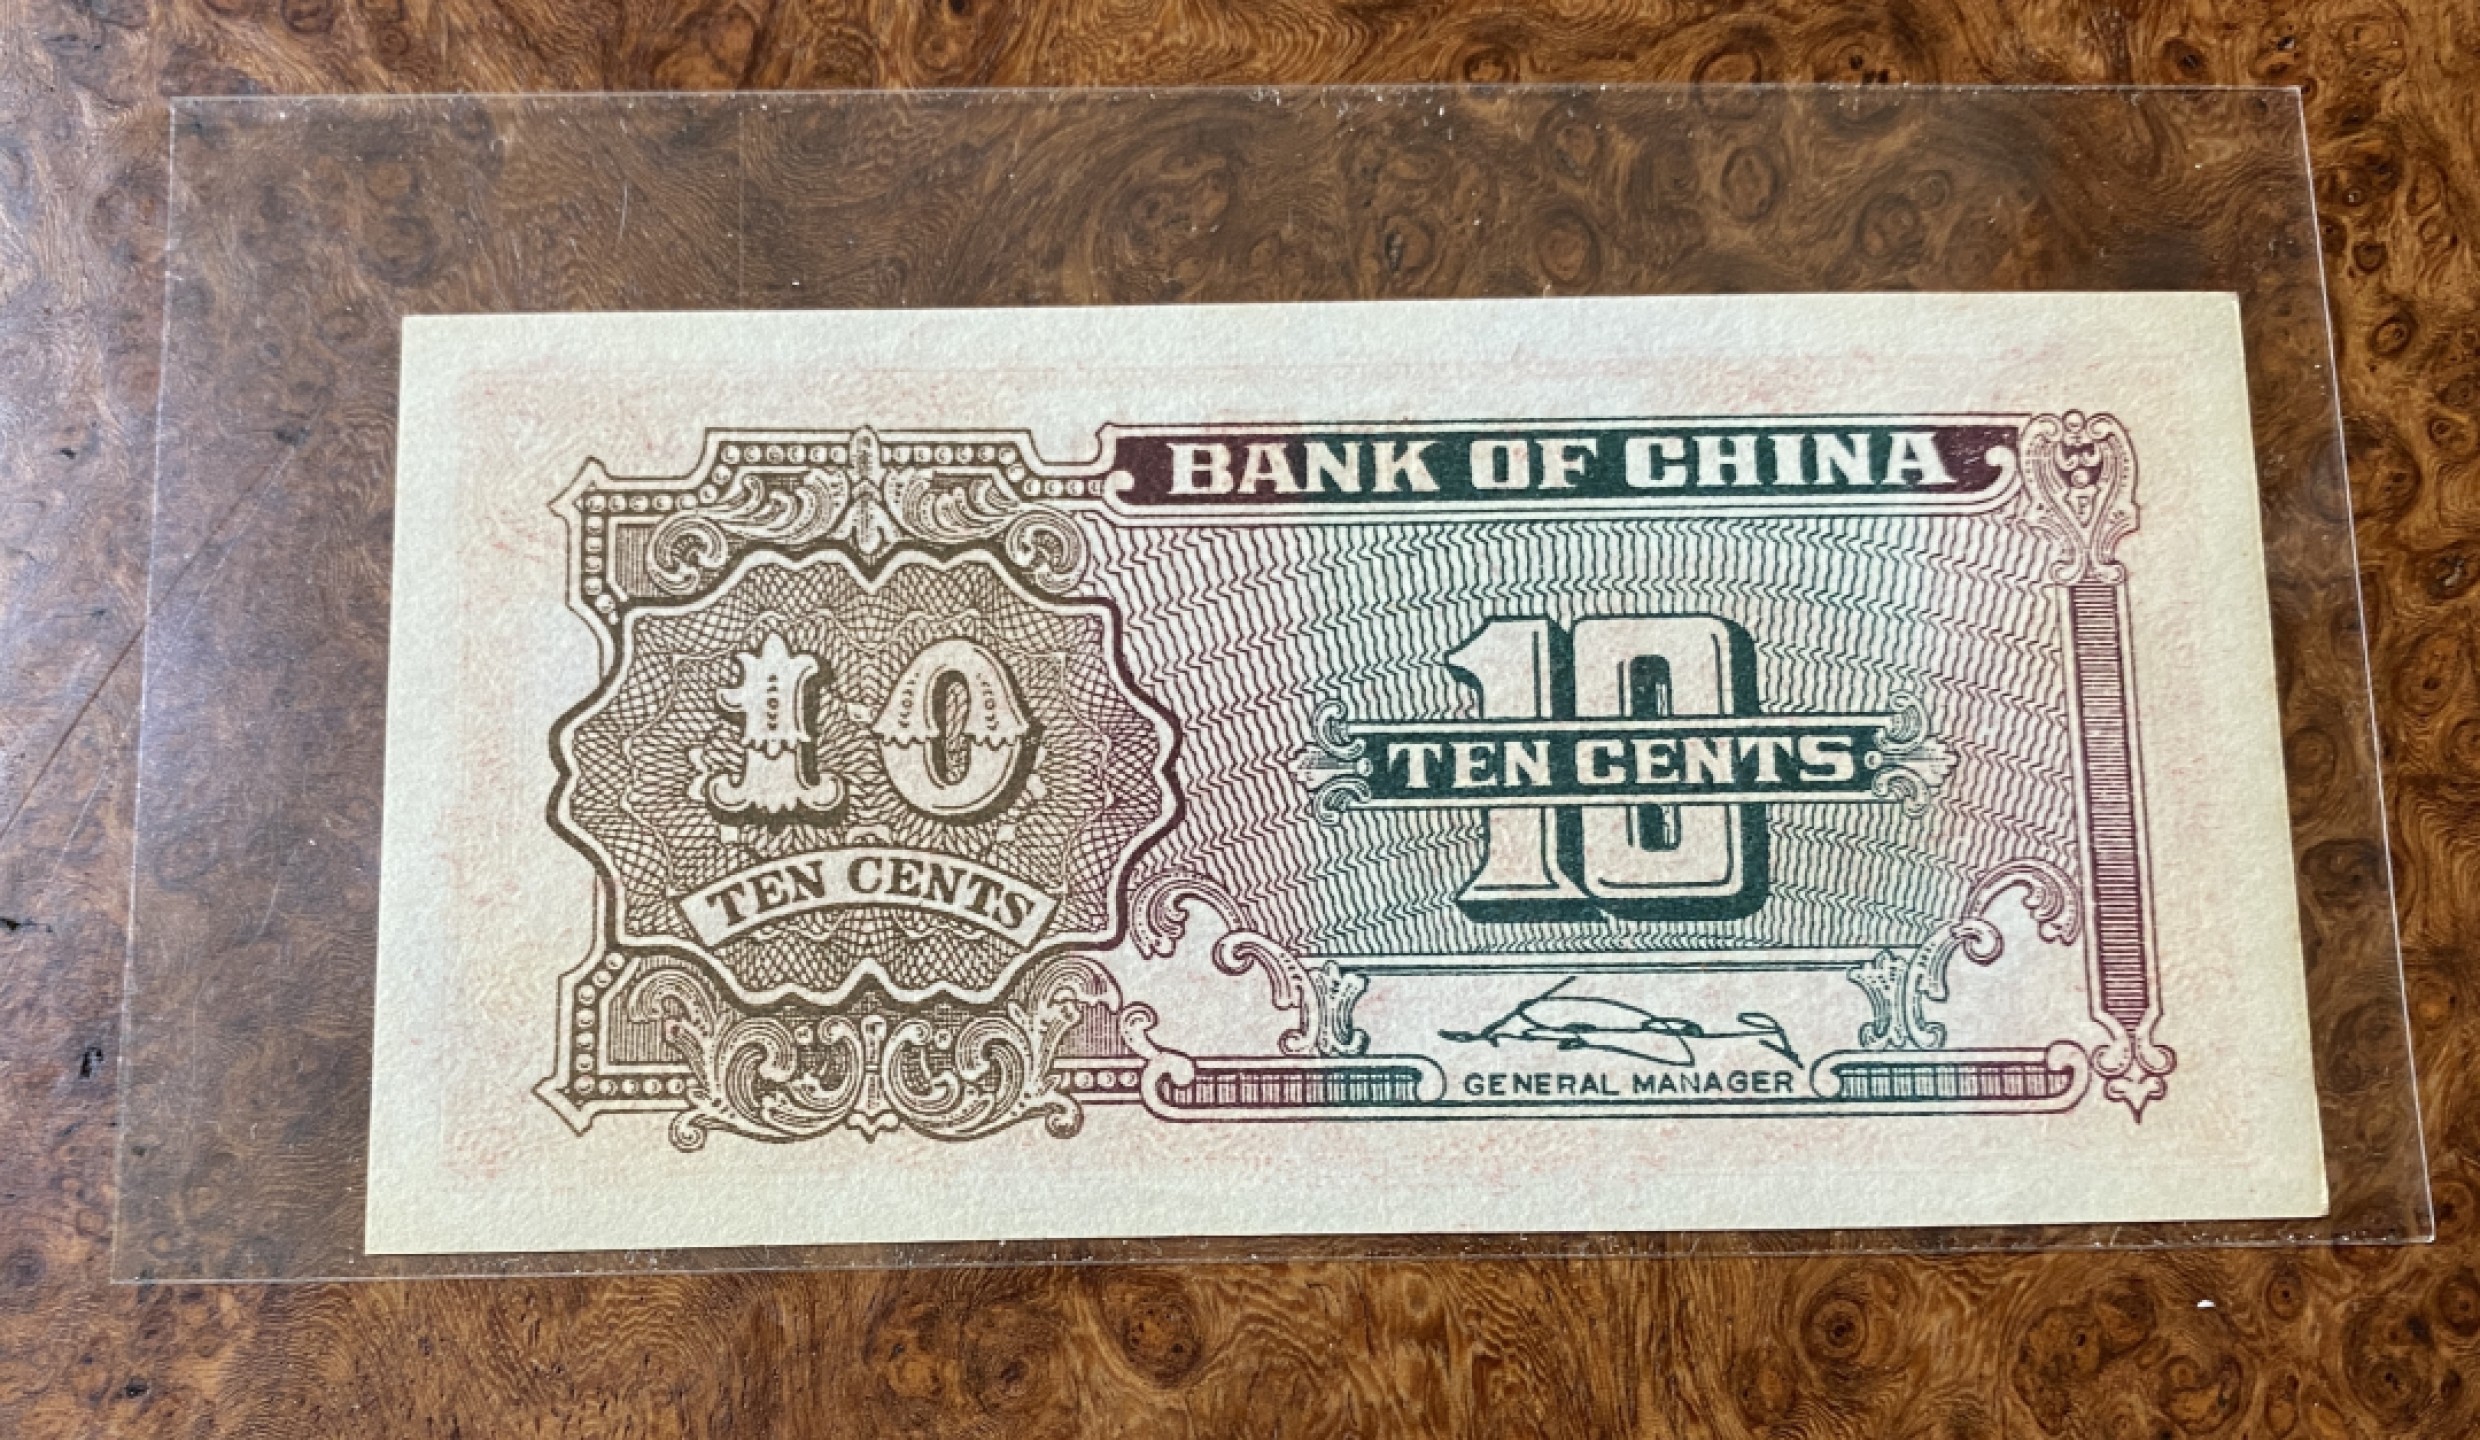 BANK OF CHINA
10
TEN CENTS
10
TEN CENTS
GENERAL MANAGER